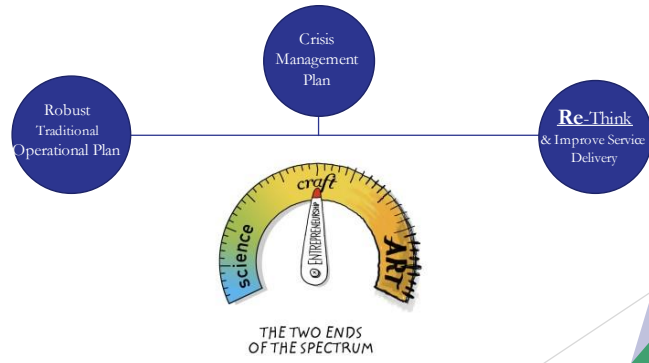 Crisis
Management
Plan
Robust
Traditional
Operational Plan
Re-Think
& Improve Service
Delivery
science
craft
ART
ENTREPRENEURSHIP
THE TWO ENDS
OF THE SPECTRUM